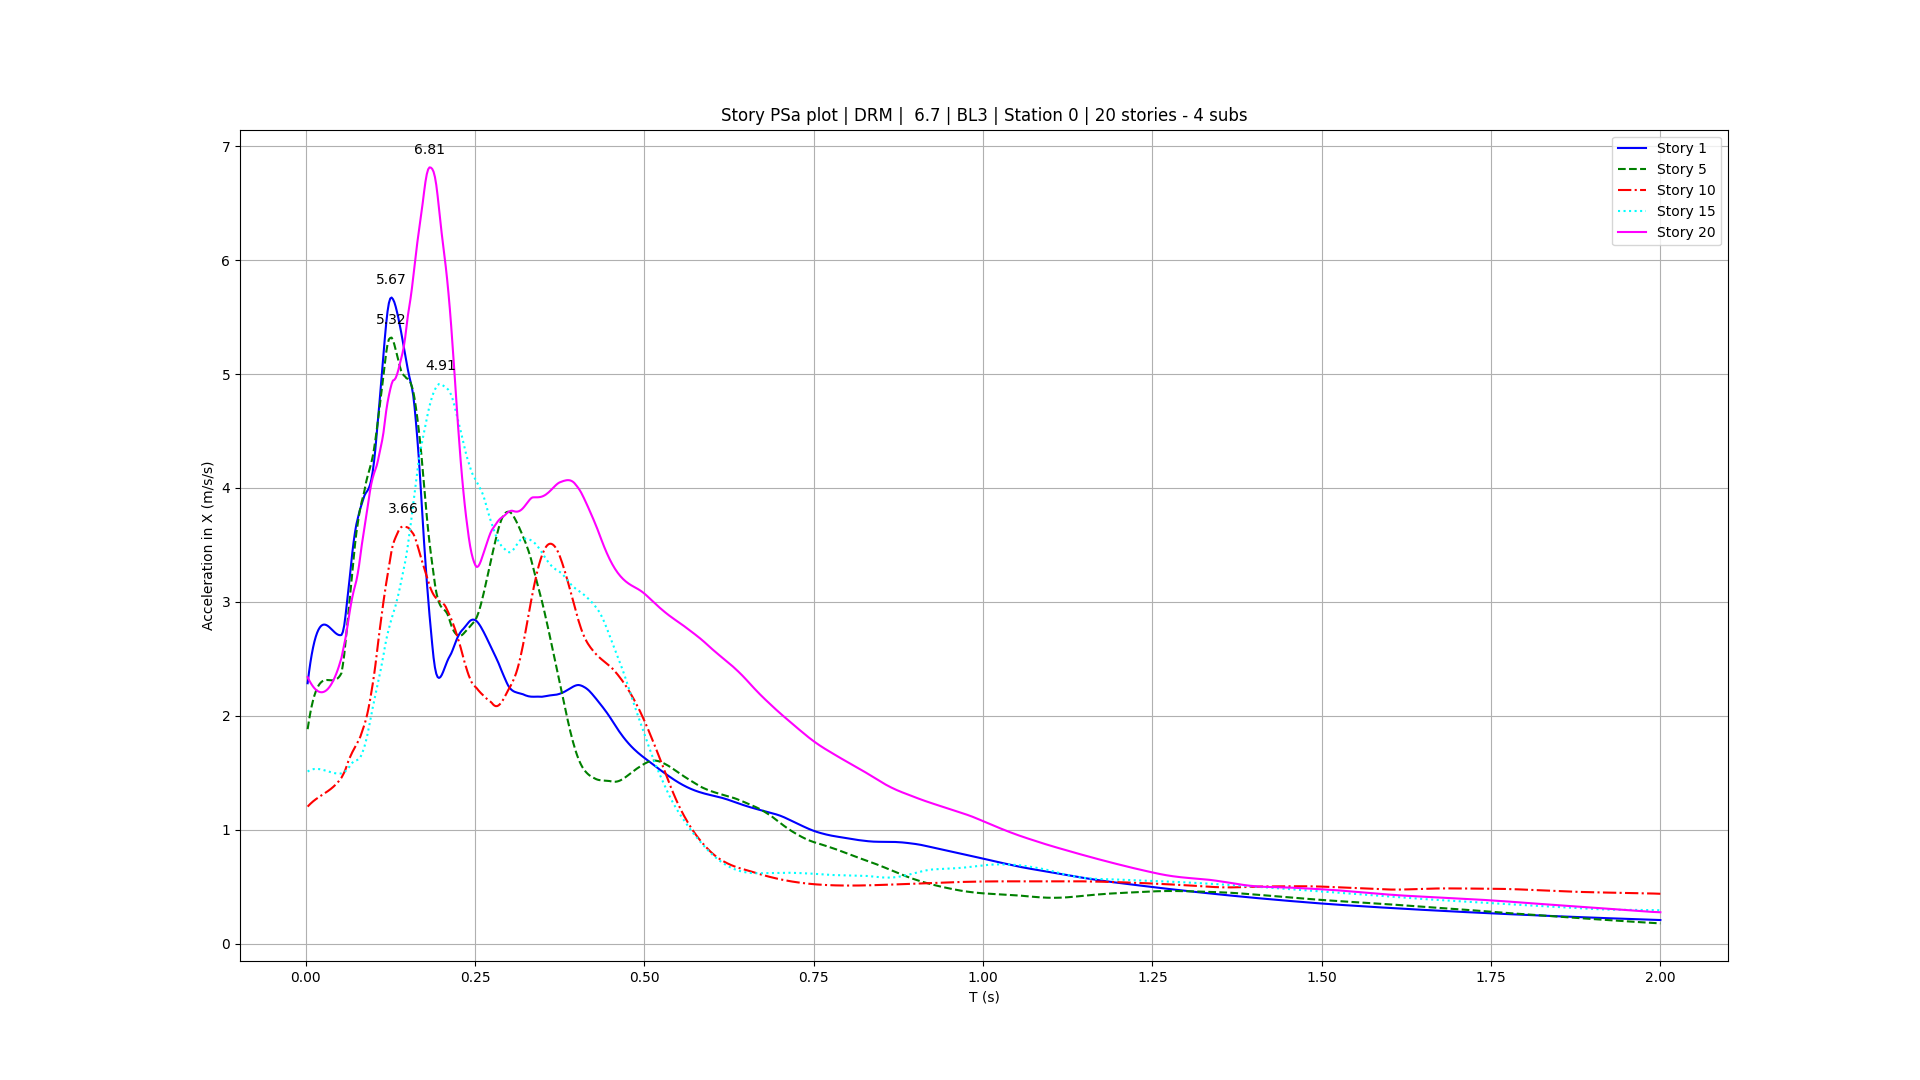 Story PSa plot | DRM |  6.7 | BL3 | Station 0 | 20 stories - 4 subs
7
6
5
4
3
2
1
0
Acceleration in X (m/s/s)
6.81
5.67
5.32
4.91
3.66
Story 1
Story 5
Story 10
Story 15
Story 20
0.00 0.25 0.50 0.75 1.00 1.25 1.50 1.75 2.00
T (s)